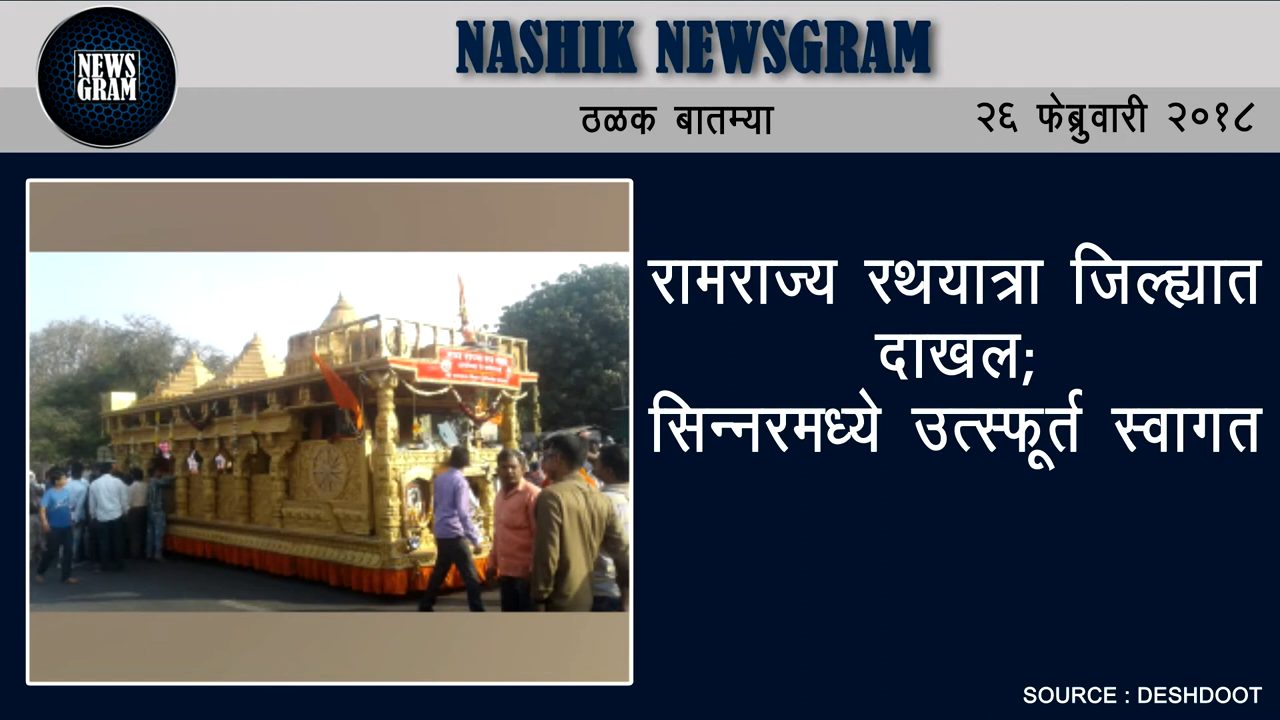 NEWS
GRAM
NASHIK NEWSGRAM
ठळक बातम्या
२६ फेब्रुवारी २०१८
रामराज्य रथयात्रा जिल्ह्यात
दाखल;
सिन्नरमध्ये उत्स्फूर्त स्वागत
SOURCE : DESHDOOT